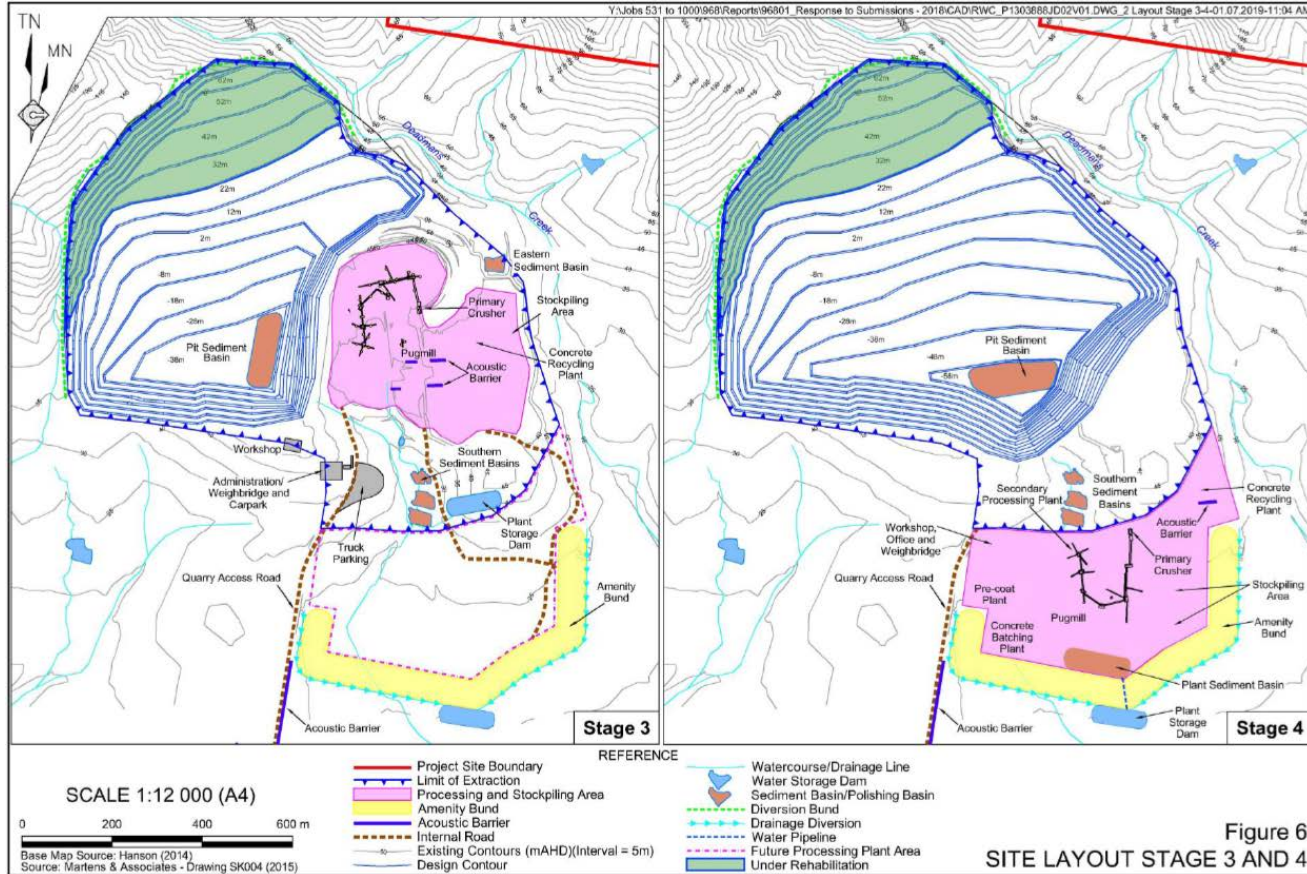 Y:\Jobs 531 to 1000\968\Reports\96801_Response to Submissions - 2018\CAD\RWC_P1303888JD02V01.DWG_2 Layout Stage 3-4-01.07.2019-11:04 AM
TN
MN
62m
52m
42m
32m
22m
12m
2m
-8m
-18m
-28m
-38m
Pit Sediment
Basin
Deadmans
Creek
Eastern
Sediment Basin
Primary
Crusher
Stockpiling
Area
Concrete
Recycling
Plant
Pugmill
Acoustic
Barrier
Workshop
Administration/
Weighbridge and
Carpark
Southern
Sediment Basins
Truck
Parking
Plant
Storage
Dam
Quarry Access Road
Amenity
Bund
Acoustic Barrier
Stage 3
62m
52m
42m
32m
22m
12m
2m
-8m
-18m
-28m
-38m
-48m
-58m
Pit Sediment
Basin
Deadmans
Creek
Secondary
Processing Plant
Southern
Sediment
Basins
Concrete
Recycling Plant
Acoustic
Barrier
Workshop,
Office and
Weighbridge
Primary
Crusher
Quarry Access Road
Stockpiling
Area
Pre-coat
Plant
Pugmill
Concrete
Batching
Plant
Amenity
Bund
Plant Sediment Basin
Acoustic Barrier
Plant
Storage
Dam
Stage 4
REFERENCE
Project Site Boundary
Limit of Extraction
Processing and Stockpiling Area
Amenity Bund
Acoustic Barrier
Internal Road
50
Existing Contours (mAHD)(Interval = 5m)
Design Contour
Watercourse/Drainage Line
Water Storage Dam
Sediment Basin/Polishing Basin
Diversion Bund
Drainage Diversion
Water Pipeline
Future Processing Plant Area
Under Rehabilitation
SCALE 1:12 000 (A4)
0 200 400 600 m
Base Map Source: Hanson (2014)
Source: Martens & Associates - Drawing SK004 (2015)
Figure 6
SITE LAYOUT STAGE 3 AND 4